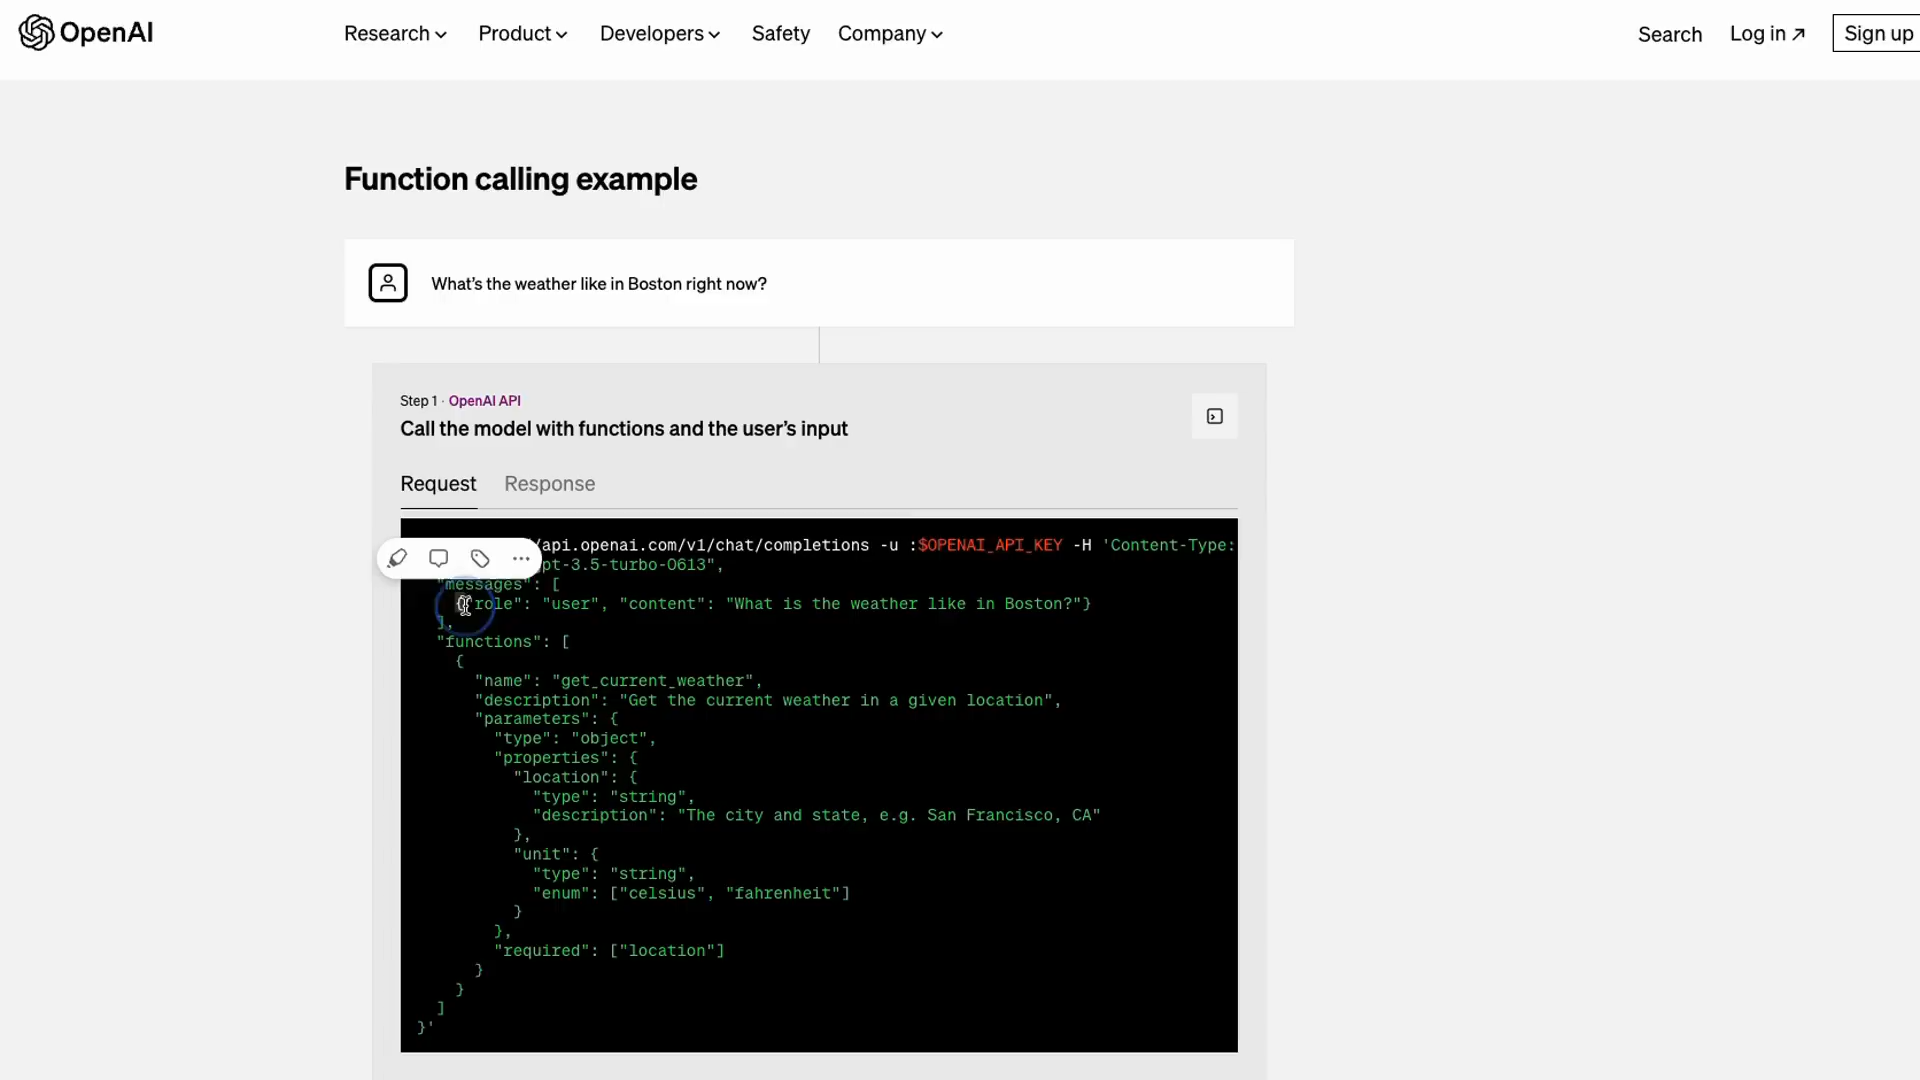 OpenAI
Research Product Developers Safety Company Search Log in ↗ Sign up
Function calling example
What's the weather like in Boston right now?
Step 1 · OpenAI API
Call the model with functions and the user's input
Request Response
/api.openai.com/v1/chat/completions -u :$OPENAI_API_KEY -H 'Content-Type:
pt-3.5-turbo-0613",
"messages": [
{"role": "user", "content": "What is the weather like in Boston?"}
],
"functions": [
{
"name": "get_current_weather",
"description": "Get the current weather in a given location",
"parameters": {
"type": "object",
"properties": {
"location": {
"type": "string",
"description": "The city and state, e.g. San Francisco, CA"
},
"unit": {
"type": "string",
"enum": ["celsius", "fahrenheit"]
}
},
"required": ["location"]
}
}
]
}'